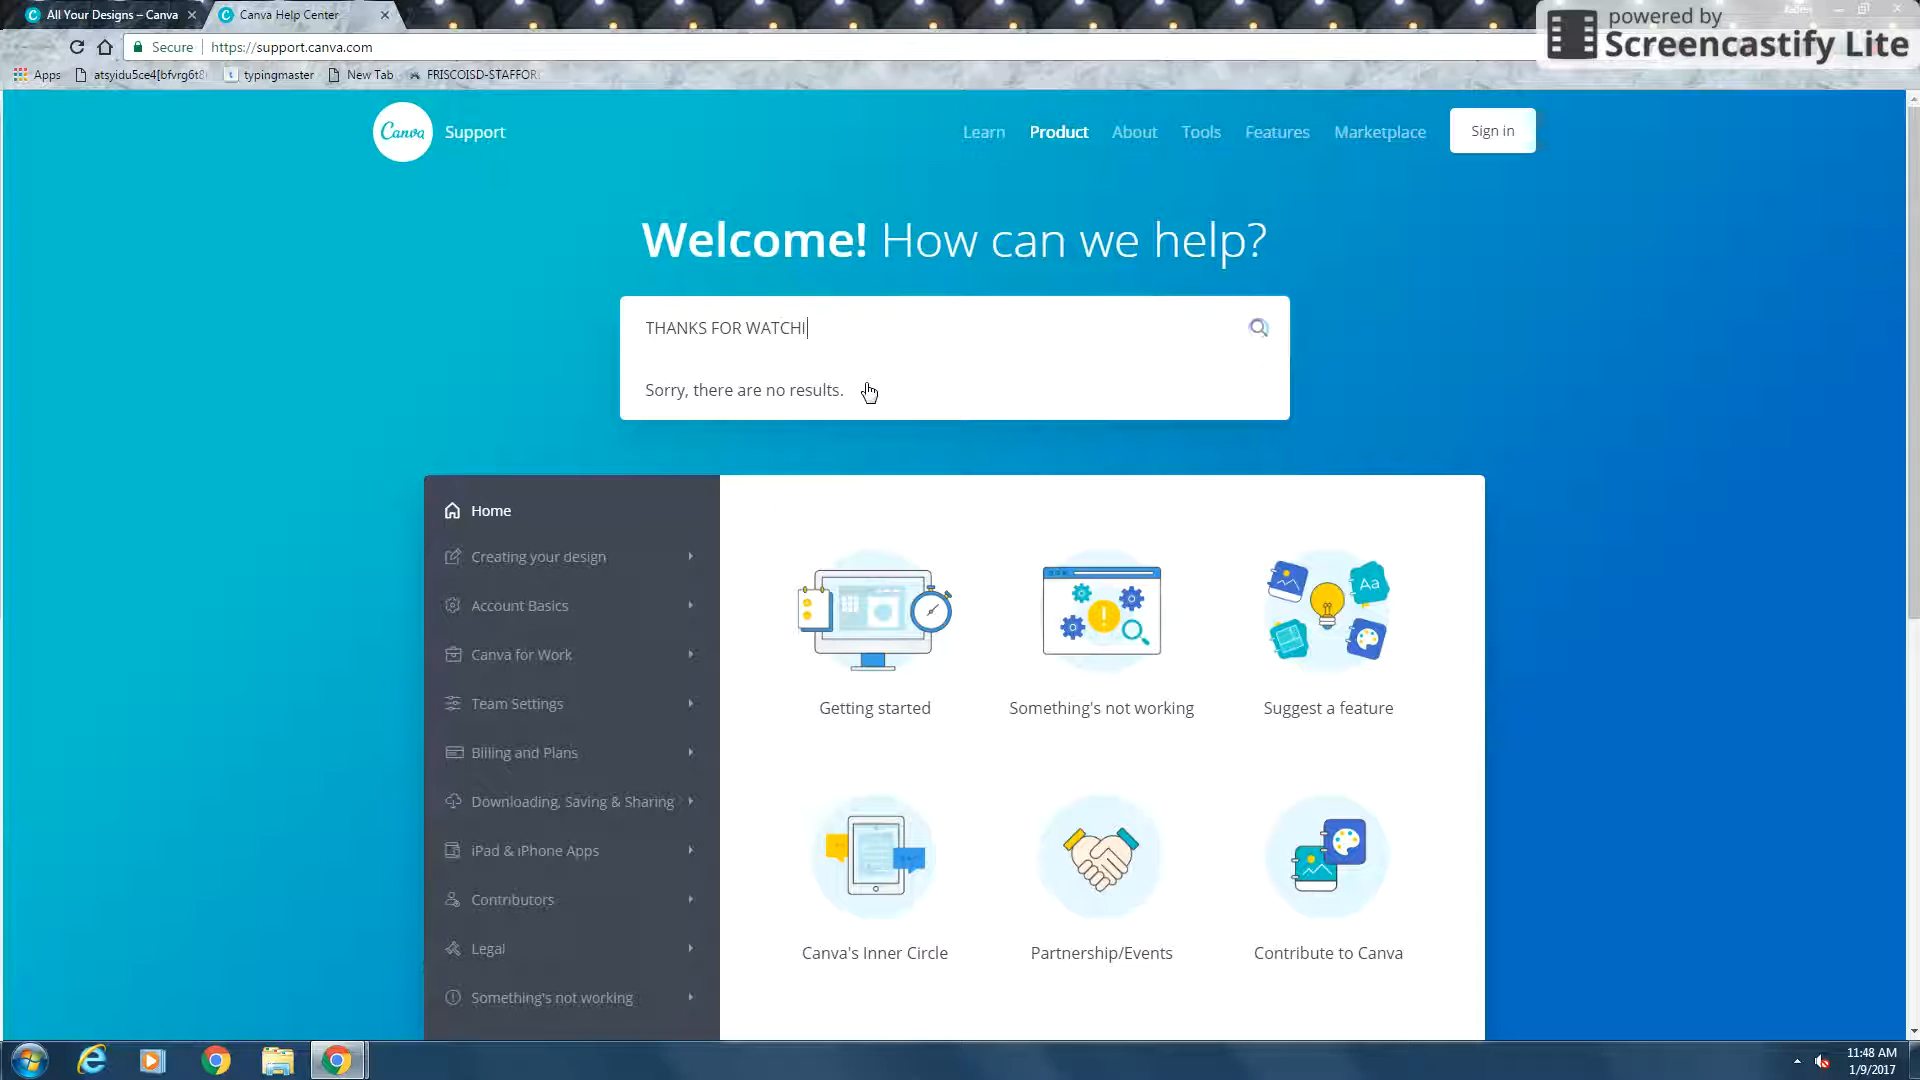 All Your Designs – Canva
Canva Help Center
powered by
Screencastify Lite
Secure
https://support.canva.com
Apps
typingmaster
New Tab
FRISCOISD-STAFFOR
Canva
Support
Learn
Product
About
Tools
Features
Marketplace
Sign in
Welcome! How can we help?
THANKS FOR WATCHI
Sorry, there are no results.
Home
Creating your design
Account Basics
Canva for Work
Team Settings
Billing and Plans
Downloading, Saving & Sharing
iPad & iPhone Apps
Contributors
Legal
Something's not working
Aa
Getting started
Something's not working
Suggest a feature
Canva's Inner Circle
Partnership/Events
Contribute to Canva
11:48 AM
1/9/2017